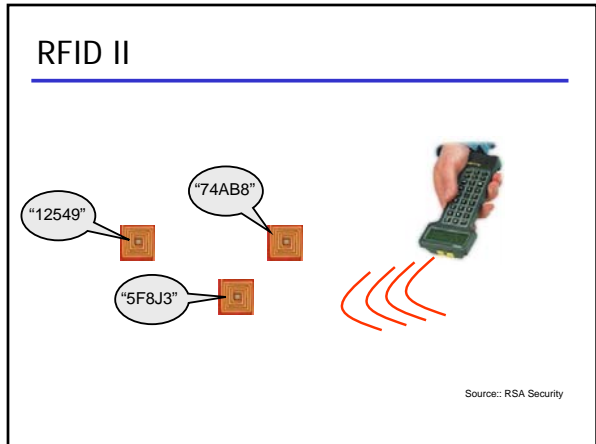 RFID II
“74AB8”
“12549”
“5F8J3”
Source:: RSA Security